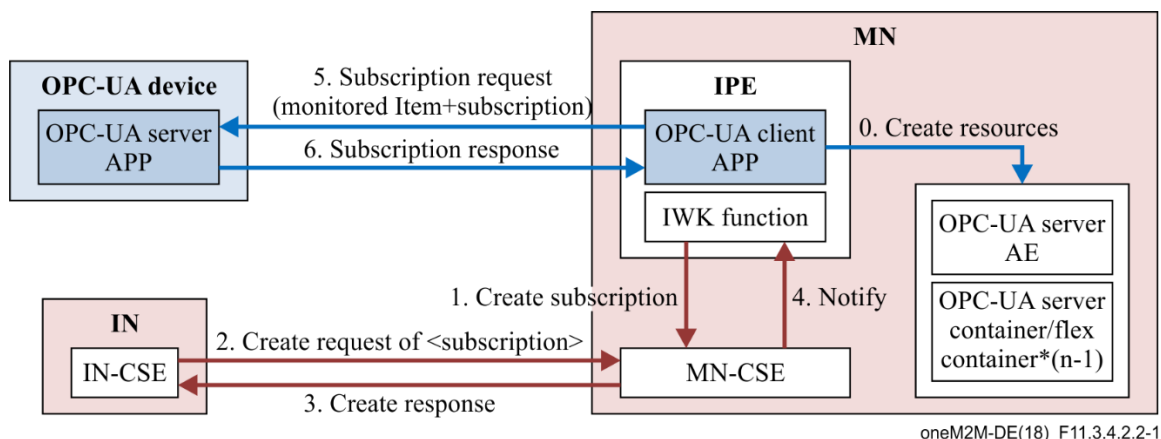 MN
OPC-UA device
OPC-UA server
APP
5. Subscription request
(monitored Item+subscription)
6. Subscription response
IPE
OPC-UA client
APP
IWK function
0. Create resources
OPC-UA server
AE
OPC-UA server
container/flex
container*(n-1)
1. Create subscription
4. Notify
IN
IN-CSE
2. Create request of <subscription>
3. Create response
MN-CSE
oneM2M-DE(18)_F11.3.4.2.2-1